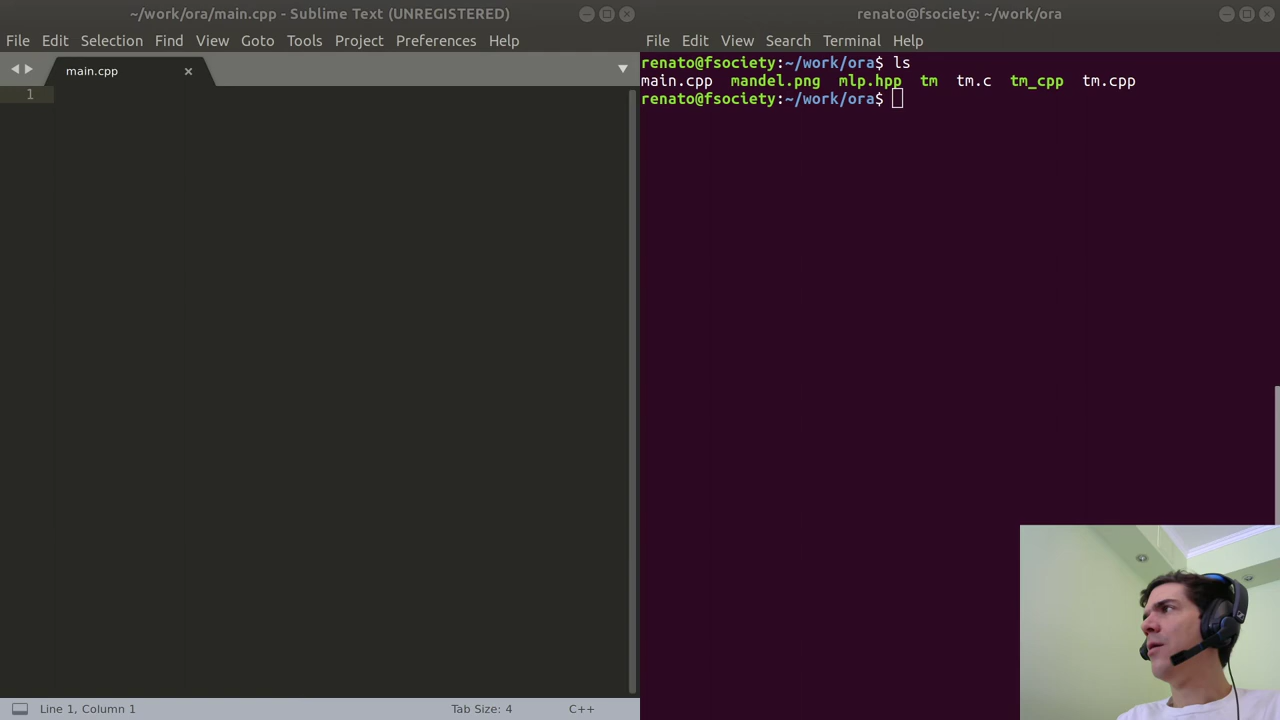 ~/work/ora/main.cpp - Sublime Text (UNREGISTERED)
File Edit Selection Find View Goto Tools Project Preferences Help
main.cpp
1
Line 1, Column 1
Tab Size: 4
C++
renato@fsociety: ~/work/ora
File Edit View Search Terminal Help
renato@fsociety:~/work/ora$ ls
main.cpp mandel.png mlp.hpp tm tm.c tm_cpp tm.cpp
renato@fsociety:~/work/ora$